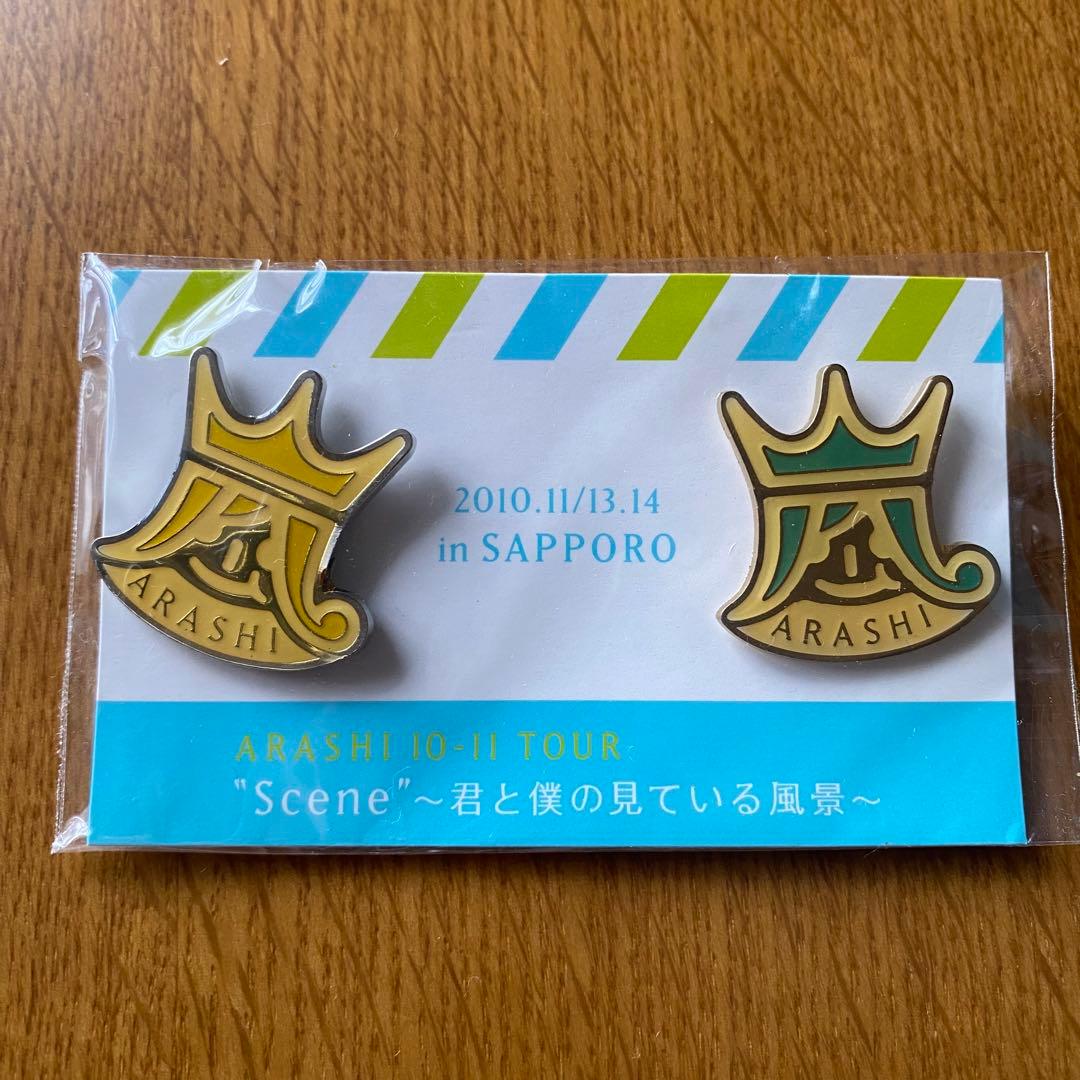 2010.11/13.14
in SAPPORO
ARASHI
ARASHI
ARASHI 10-11 TOUR
"Scene"~君と僕の見ている風景~